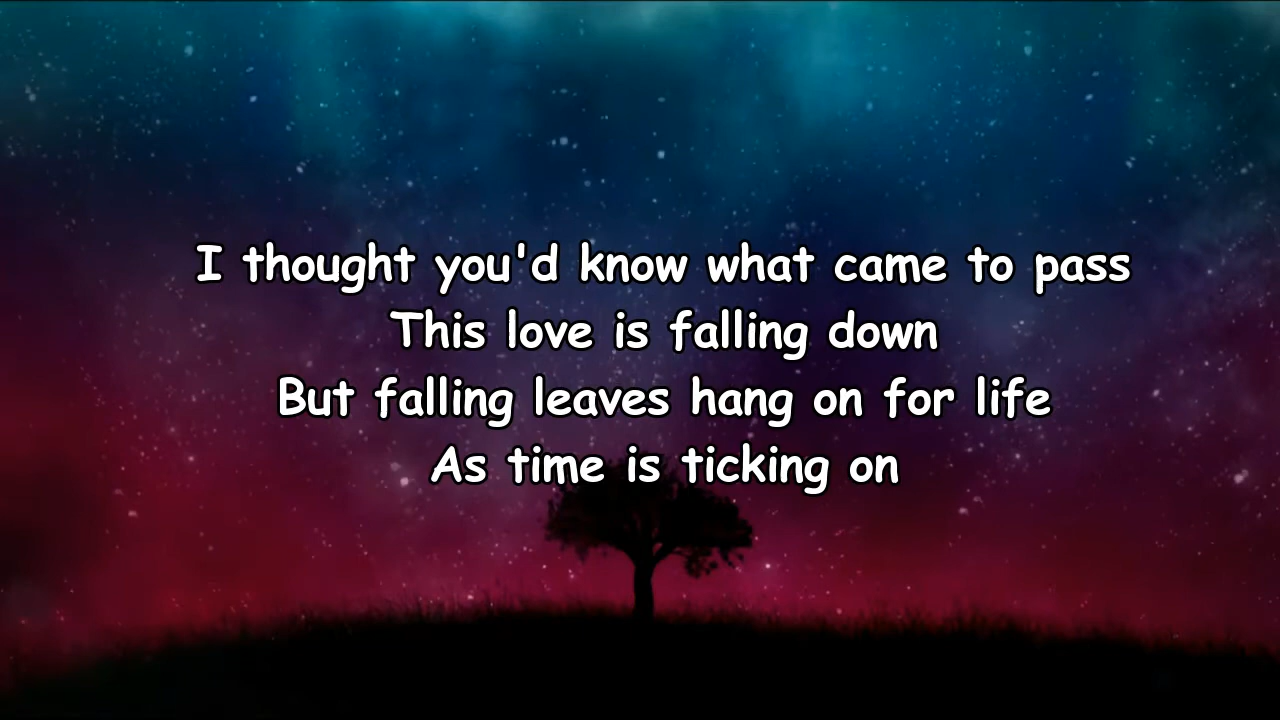 I thought you'd know what came to pass
This love is falling down
But falling leaves hang on for life
As time is ticking on